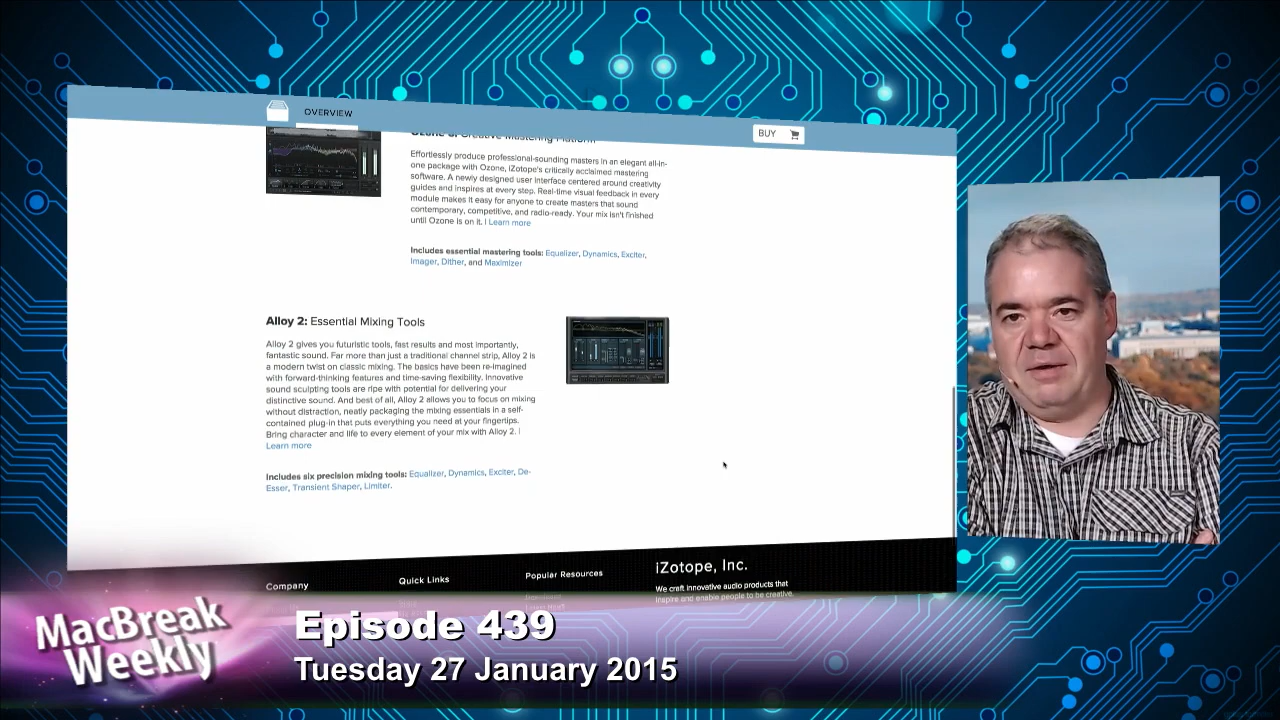 OVERVIEW
BUY
Creative Mastering Platform
Effortlessly produce professional-sounding masters in an elegant all-in-
one package with Ozone, iZotope's critically acclaimed mastering
software. A newly designed user interface centered around creativity
guides and inspires at every step. Real-time visual feedback in every
module makes it easy for anyone to create masters that sound
contemporary, competitive, and radio-ready. Your mix isn't finished
until Ozone is on it. | Learn more
Includes essential mastering tools: Equalizer, Dynamics, Exciter,
Imager, Dither, and Maximizer
Alloy 2: Essential Mixing Tools
Alloy 2 gives you futuristic tools, fast results and most importantly,
fantastic sound. Far more than just a traditional channel strip, Alloy 2 is
a modern twist on classic mixing. The basics have been re-imagined
with forward-thinking features and time-saving flexibility. Innovative
sound sculpting tools are ripe with potential for delivering your
distinctive sound. And best of all, Alloy 2 allows you to focus on mixing
without distraction, neatly packaging the mixing essentials in a self-
contained plug-in that puts everything you need at your fingertips.
Bring character and life to every element of your mix with Alloy 2. |
Learn more
Includes six precision mixing tools: Equalizer, Dynamics, Exciter, De-
Esser, Transient Shaper, Limiter.
Company
Quick Links
Popular Resources
iZotope, Inc.
We craft innovative audio products that
inspire and enable people to be creative.
MacBreak
Weekly
Episode 439
Tuesday 27 January 2015